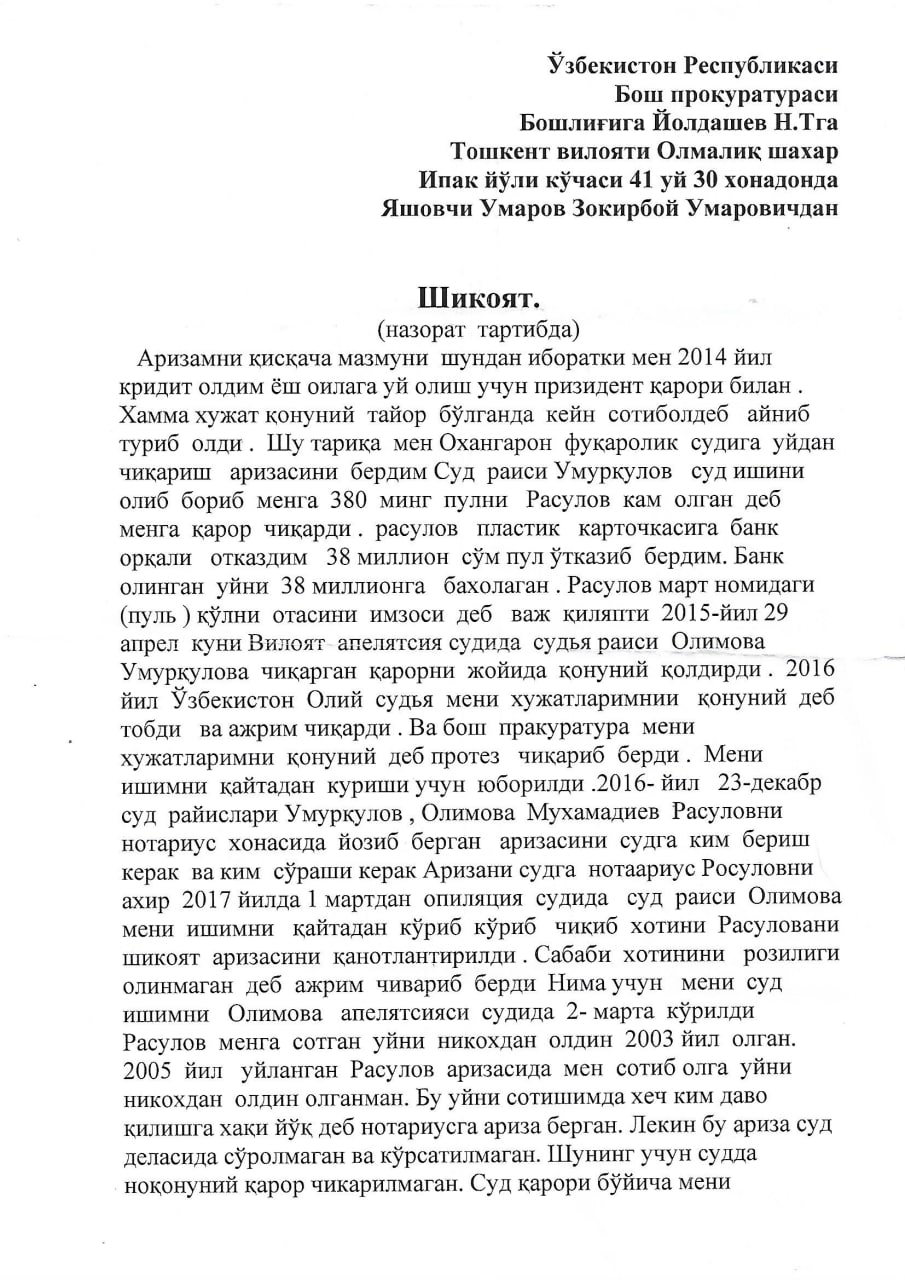 Ўзбекистон Республикаси
Бош прокуратураси
Бошлиғига Йолдашев Н.Тга
Тошкент вилояти Олмалиқ шахар
Ипак йўли кўчаси 41 уй 30 хонадонда
Яшовчи Умаров Зокирбой Умаровичдан
Шикоят.
(назорат тартибда)
Аризамни қисқача мазмуни шундан иборатки мен 2014 йил
кридит олдим ёш оилага уй олиш учун призидент қарори билан .
Хамма хужат қонуний тайор бўлганда кейн сотиболдеб айниб
туриб олди . Шу тариқа мен Охангарон фуқаролик судига уйдан
чиқариш аризасини бердим Суд раиси Умурқулов суд ишини
олиб бориб менга 380 минг пулни Расулов кам олган деб
менга қарор чиқарди . расулов пластик карточкасига банк
орқали отказдим 38 миллион сўм пул ўтказиб бердим. Банк
олинган уйни 38 миллионга бахолаган . Расулов март номидаги
(пуль ) қўлни отасини имзоси деб важ қиляпти 2015-йил 29
апрел куни Вилоят апелятсия судида судья раиси Олимова
Умурқулова чиқарган қарорни жойида қонуний қолдирди . 2016
йил Ўзбекистон Олий судья мени хужатларимнии қонуний деб
тобди ва ажрим чиқарди . Ва бош пракуратура мени
хужатларимни қонуний деб протез чиқариб берди . Мени
ишимни қайтадан куриши учун юборилди .2016- йил 23-декабр
суд райислари Умурқулов , Олимова Мухамадиев Расуловни
нотариус хонасида йозиб берган аризасини судга ким бериш
керак ва ким сўраши керак Аризани судга нотаариус Росуловни
ахир 2017 йилда 1 мартдан опиляция судида суд раиси Олимова
мени ишимни қайтадан кўриб кўриб чиқиб хотини Расуловани
шикоят аризасини қанотлантирилди . Сабаби хотинини розилиги
олинмаган деб ажрим чивариб берди Нима учун мени суд
ишимни Олимова апелятсияси судида 2- марта кўрилди
Расулов менга сотган уйни никохдан олдин 2003 йил олган.
2005 йил уйланган Расулов аризасида мен сотиб олга уйни
никохдан олдин олганман. Бу уйни сотишимда хеч ким даво
қилишга хақи йўқ деб нотариусга ариза берган. Лекин бу ариза суд
деласида сўролмаган ва кўрсатилмаган. Шунинг учун судда
ноқонуний қарор чикарилмаган. Суд қарори бўйича мени